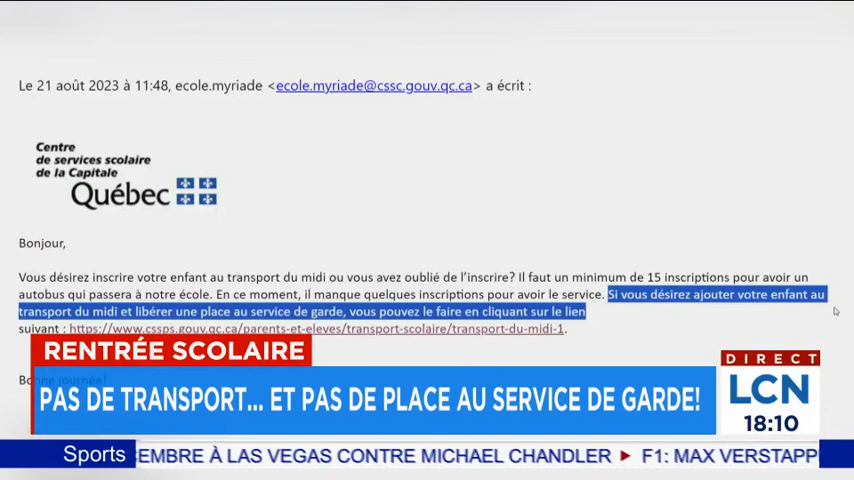 Le 21 août 2023 à 11:48, ecole.myriade <ecole.myriade@cssc.gouv.qc.ca> a écrit :
Centre
de services scolaire
de la Capitale
Québec
Bonjour,
Vous désirez inscrire votre enfant au transport du midi ou vous avez oublié de l'inscrire? Il faut un minimum de 15 inscriptions pour avoir un
autobus qui passera à notre école. En ce moment, il manque quelques inscriptions pour avoir le service. Si vous désirez ajouter votre enfant au
transport du midi et libérer une place au service de garde, vous pouvez le faire en cliquant sur le lien
suivant : https://www.cssps.gouv.qc.ca/parents-et-eleves/transport-scolaire/transport-du-midi-1.
Bonne journée!
RENTRÉE SCOLAIRE
PAS DE TRANSPORT... ET PAS DE PLACE AU SERVICE DE GARDE!
DIRECT
LCN
18:10
Sports EMBRE À LAS VEGAS CONTRE MICHAEL CHANDLER ► F1: MAX VERSTAPP